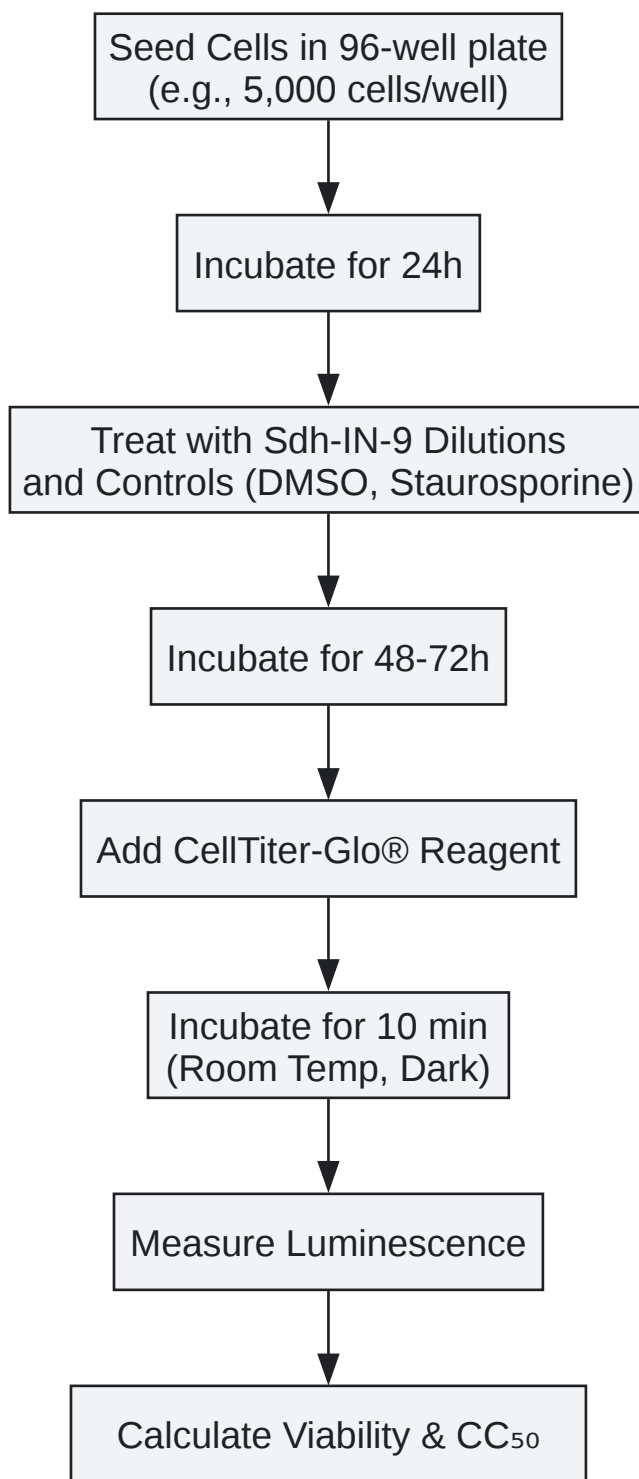 Seed Cells in 96-well plate
(e.g., 5,000 cells/well)
Incubate for 24h
Treat with Sdh-IN-9 Dilutions
and Controls (DMSO, Staurosporine)
Incubate for 48-72h
Add CellTiter-Glo® Reagent
Incubate for 10 min
(Room Temp, Dark)
Measure Luminescence
Calculate Viability & CC₅₀